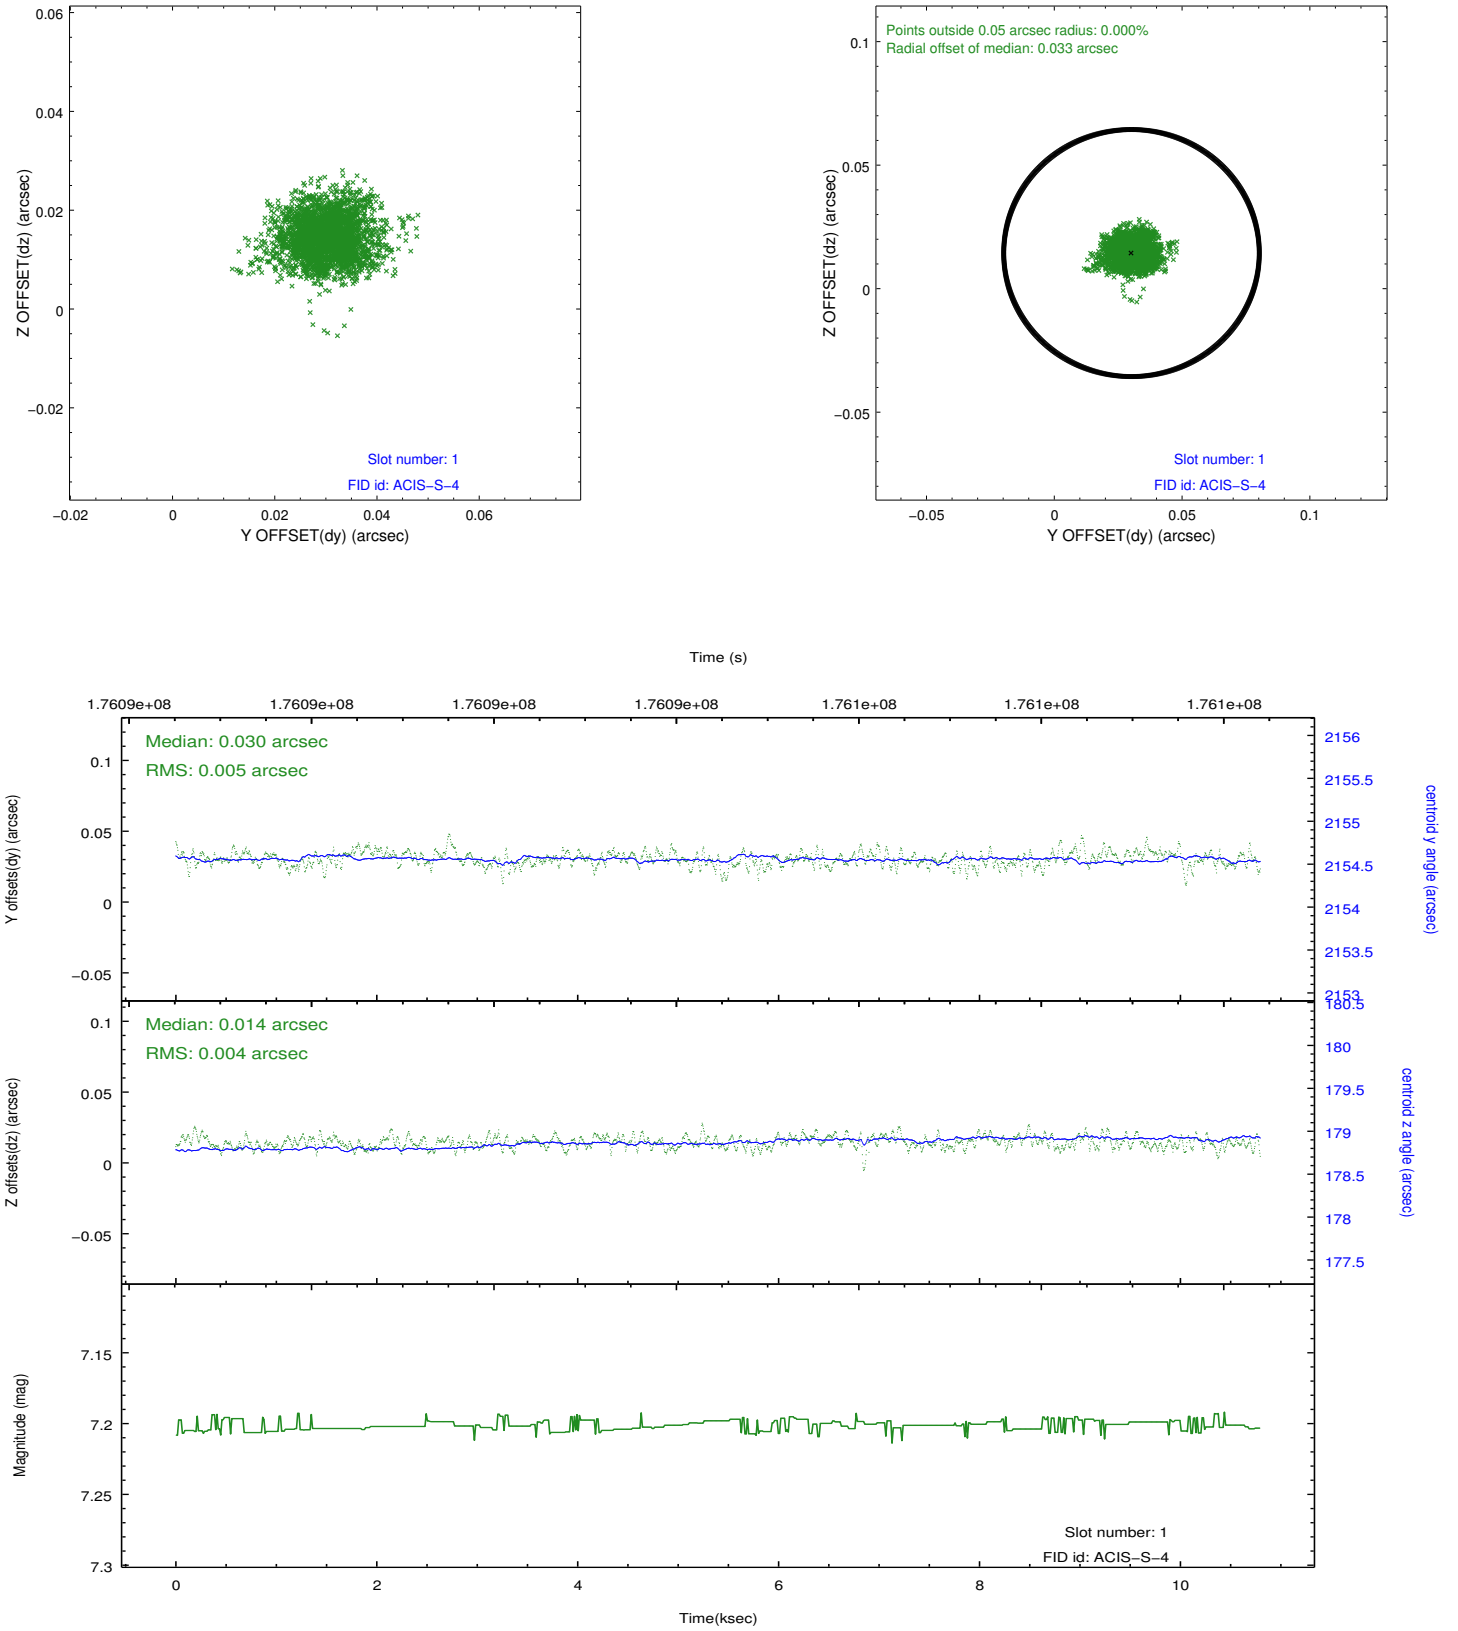 0.06
0.04
0.02
0
−0.02
Z OFFSET(dz) (arcsec)
Slot number: 1
FID id: ACIS−S−4
−0.02 0 0.02 0.04 0.06
Y OFFSET(dy) (arcsec)
Points outside 0.05 arcsec radius: 0.000%
Radial offset of median: 0.033 arcsec
0.1
0.05
0
−0.05
Z OFFSET(dz) (arcsec)
Slot number: 1
FID id: ACIS−S−4
−0.05 0 0.05 0.1
Y OFFSET(dy) (arcsec)
Time (s)
1.7609e+08 1.7609e+08 1.7609e+08 1.7609e+08 1.761e+08 1.761e+08 1.761e+08
Median: 0.030 arcsec
RMS: 0.005 arcsec
0.1
0.05
0
−0.05
Y offsets(dy) (arcsec)
2156
2155.5
2155
2154.5
2154
2153.5
2153
centroid y angle (arcsec)
Median: 0.014 arcsec
RMS: 0.004 arcsec
0.1
0.05
0
−0.05
Z offsets(dz) (arcsec)
180.5
180
179.5
179
178.5
178
177.5
centroid z angle (arcsec)
7.15
7.2
7.25
7.3
Magnitude (mag)
Slot number: 1
FID id: ACIS−S−4
0 2 4 6 8 10
Time(ksec)